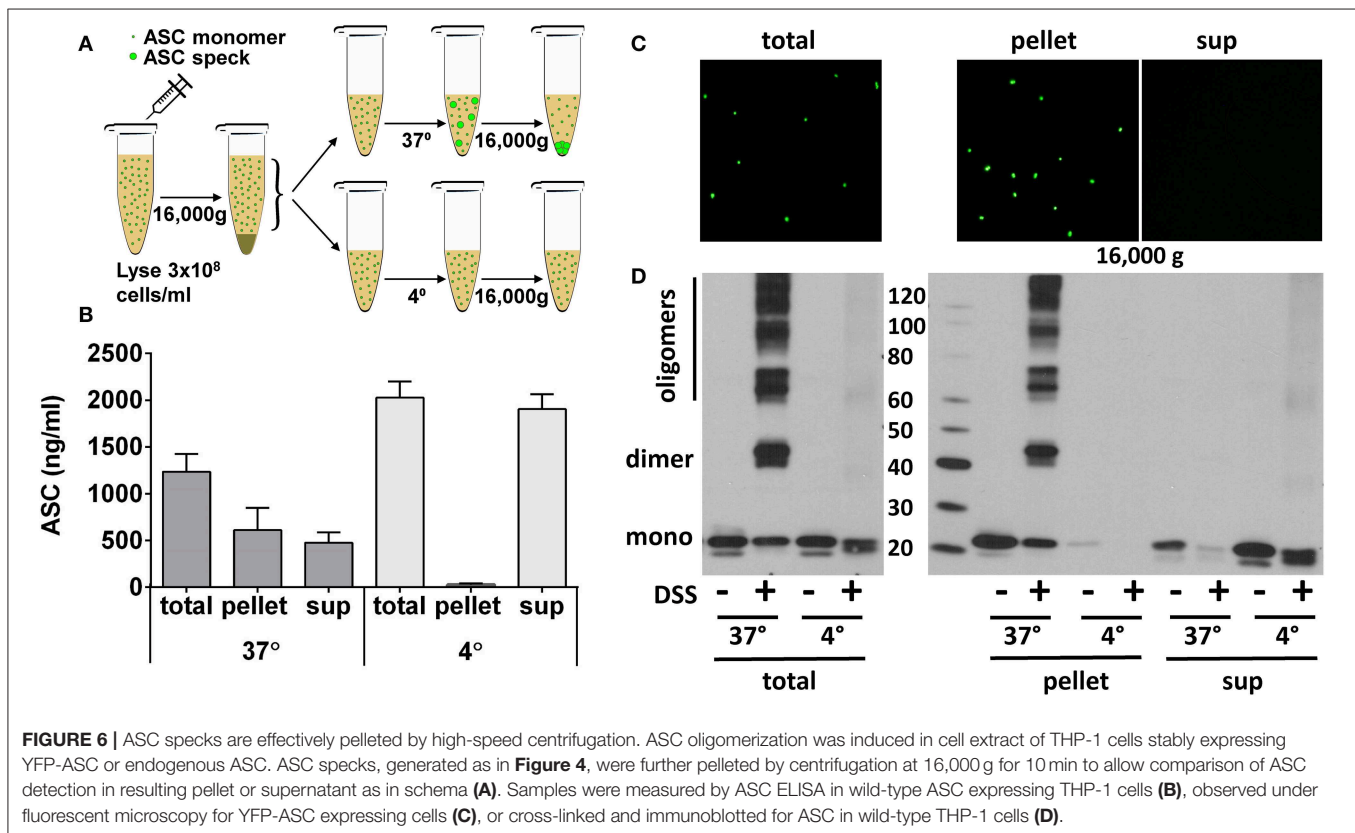 A
ASC monomer
ASC speck
16,000g
Lyse 3x10⁸
cells/ml
37⁰
16,000g
4⁰
16,000g
B
ASC (ng/ml)
2500
2000
1500
1000
500
0
total pellet sup total pellet sup
37° 4°
C
total pellet sup
16,000 g
D
oligomers
dimer
mono
120
100
80
60
50
40
30
20
DSS - + - + - + - + - + - +
37° 4° 37° 4° 37° 4°
total pellet sup
FIGURE 6 | ASC specks are effectively pelleted by high-speed centrifugation. ASC oligomerization was induced in cell extract of THP-1 cells stably expressing
YFP-ASC or endogenous ASC. ASC specks, generated as in Figure 4, were further pelleted by centrifugation at 16,000 g for 10 min to allow comparison of ASC
detection in resulting pellet or supernatant as in schema (A). Samples were measured by ASC ELISA in wild-type ASC expressing THP-1 cells (B), observed under
fluorescent microscopy for YFP-ASC expressing cells (C), or cross-linked and immunoblotted for ASC in wild-type THP-1 cells (D).